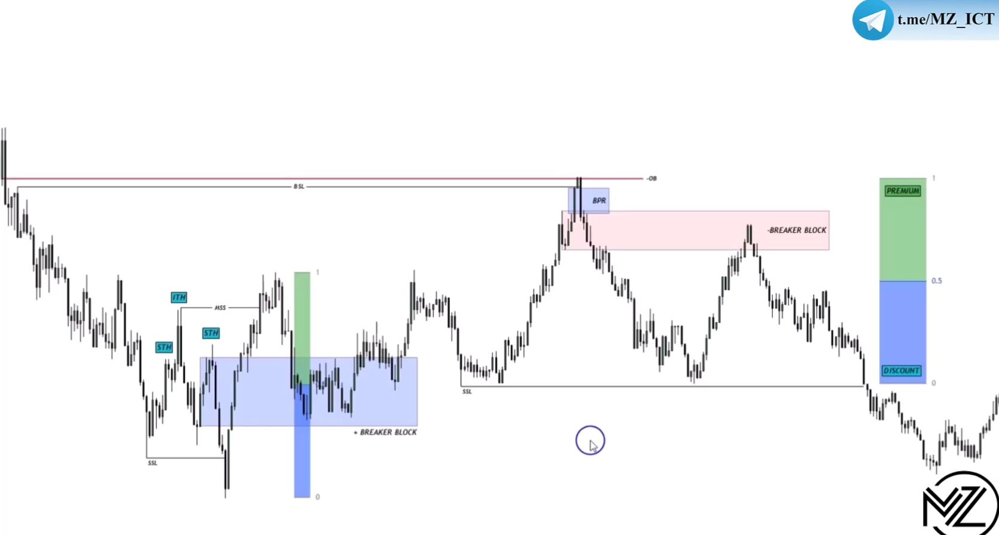 t.me/MZ_ICT
-OB
BSL
BPR
PREMIUM
1
-BREAKER BLOCK
1
ITH
MSS
0.5
STH
STH
DISCOUNT
0
SSL
+ BREAKER BLOCK
SSL
0
MZ